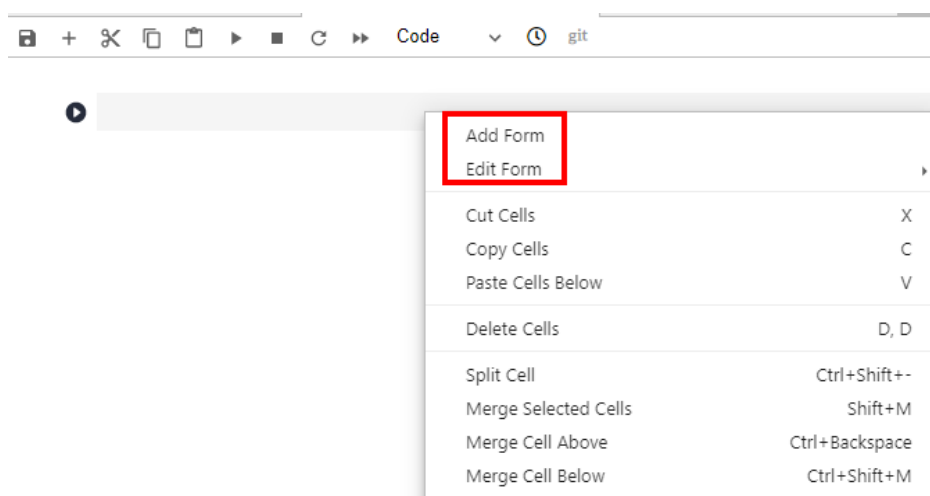 Code git
Add Form
Edit Form
Cut Cells X
Copy Cells C
Paste Cells Below V
Delete Cells D, D
Split Cell Ctrl+Shift+-
Merge Selected Cells Shift+M
Merge Cell Above Ctrl+Backspace
Merge Cell Below Ctrl+Shift+M